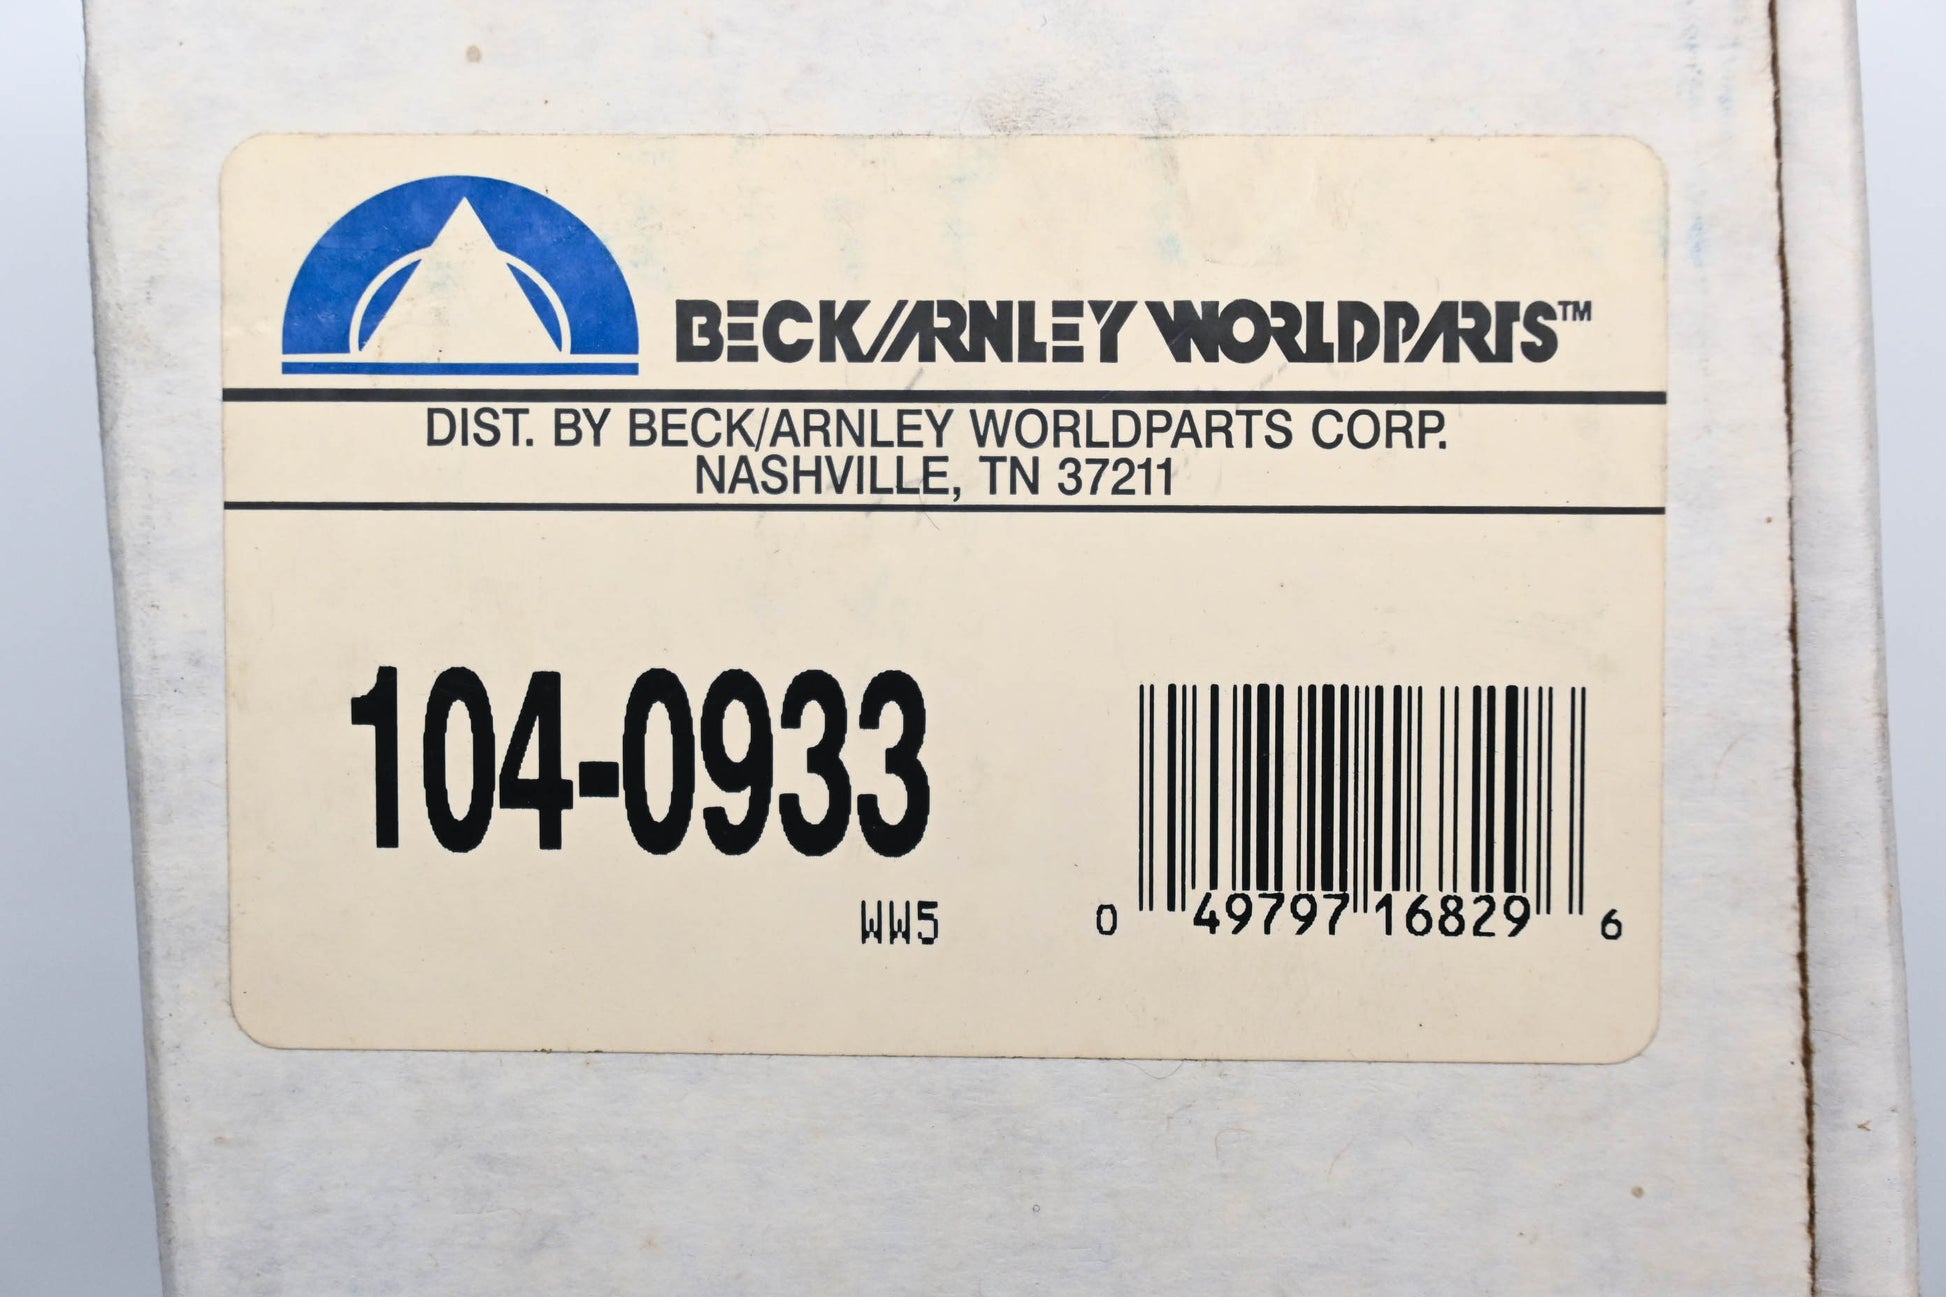 BECK/ARNLEY WORLDPARTS™
DIST. BY BECK/ARNLEY WORLDPARTS CORP.
NASHVILLE, TN 37211
104-0933
WW5
0 49797 16829 6